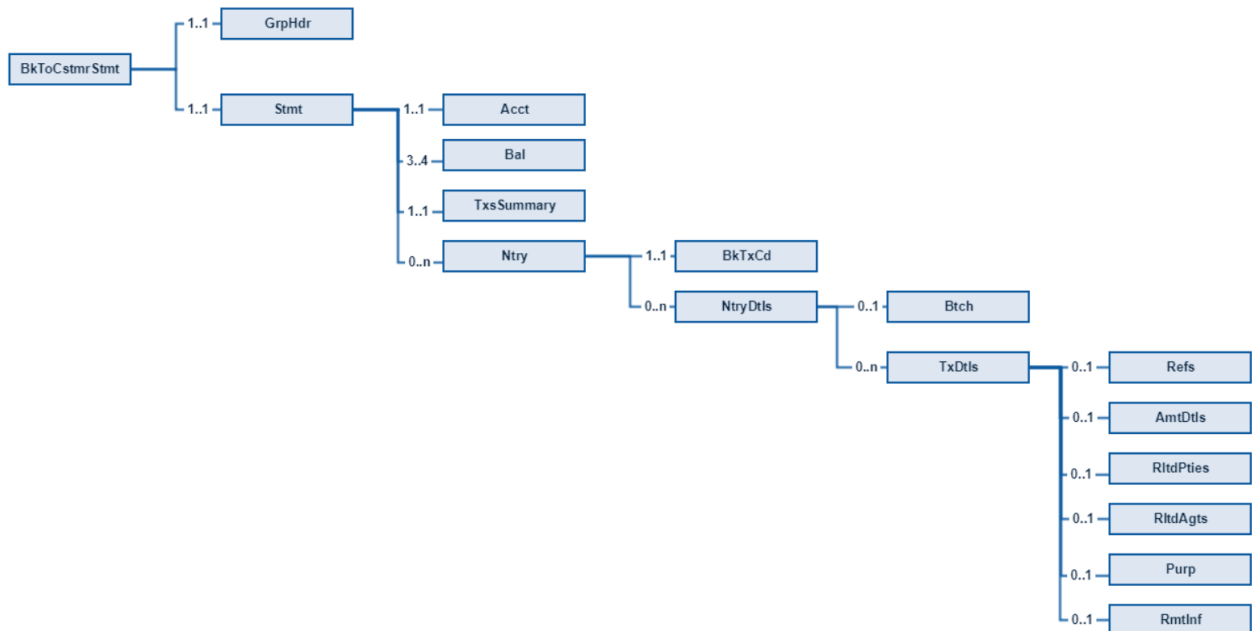 1..1
GrpHdr
BkToCstmrStmt
1..1
Stmt
1..1
Acct
3..4
Bal
1..1
TxsSummary
0..n
Ntry
1..1
BkTxCd
0..n
NtryDtls
0..1
Btch
0..n
TxDtls
0..1
Refs
0..1
AmtDtls
0..1
RltdPties
0..1
RltdAgts
0..1
Purp
0..1
RmtInf